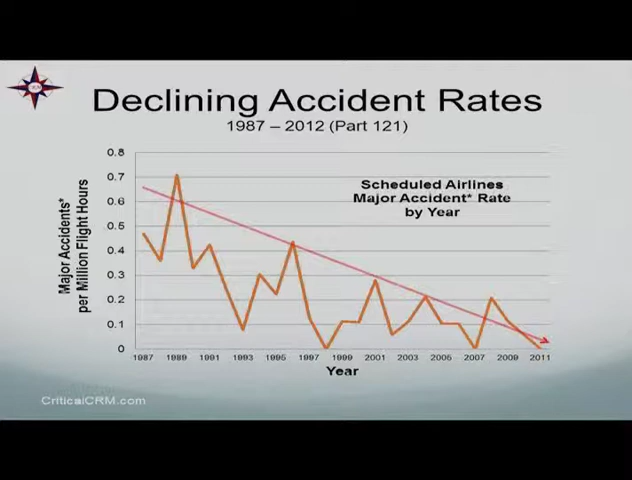 CRM
Declining Accident Rates
1987 – 2012 (Part 121)
Scheduled Airlines
Major Accident* Rate
by Year
Major Accidents*
per Million Flight Hours
0.8
0.7
0.6
0.5
0.4
0.3
0.2
0.1
0
1987 1989 1991 1993 1995 1997 1999 2001 2003 2005 2007 2009 2011
Year
CriticalCRM.com